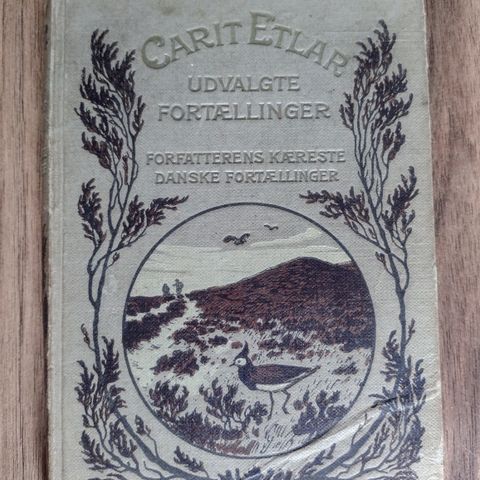 CARIT ETLAR
UDVALGTE
FORTÆLLINGER
FORFATTERENS KÆRESTE
DANSKE FORTÆLLINGER